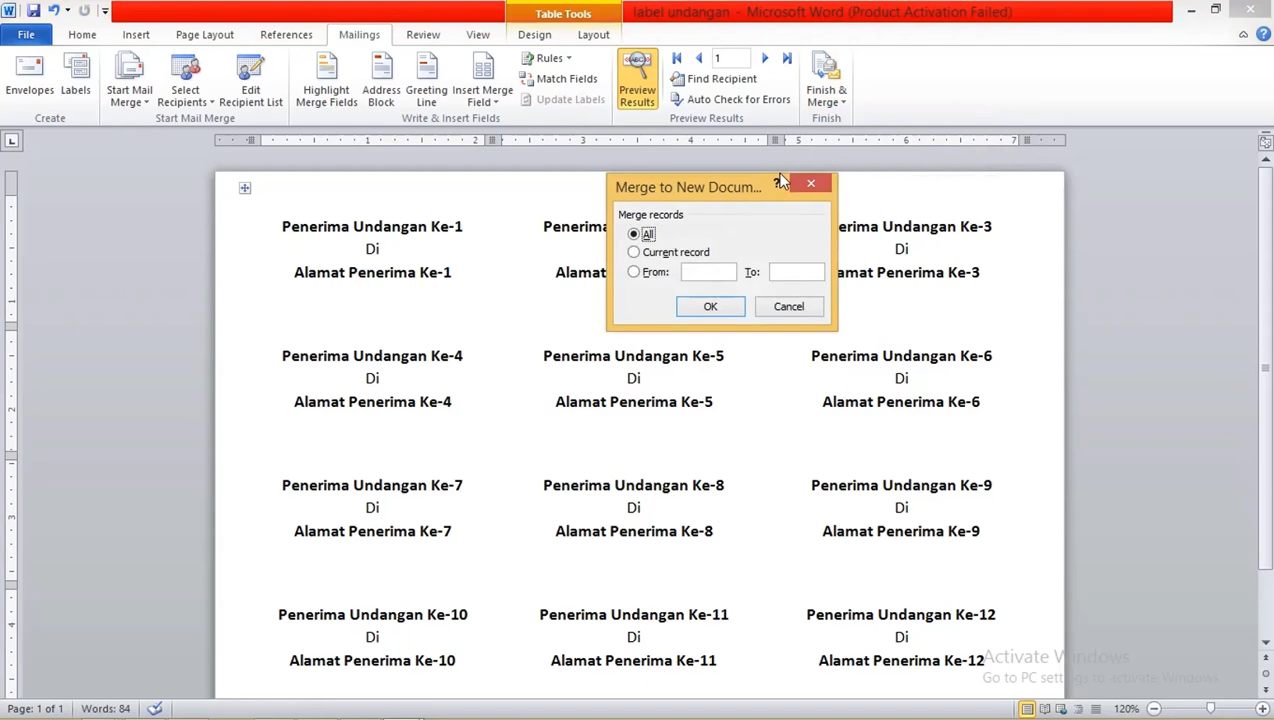 Table Tools
label undangan - Microsoft Word (Product Activation Failed)
File Home Insert Page Layout References Mailings Review View Design Layout
Envelopes Labels
Create
Start Mail Merge
Select Recipients
Edit Recipient List
Start Mail Merge
Highlight Merge Fields
Address Block
Greeting Line
Insert Merge Field
Rules
Match Fields
Update Labels
Write & Insert Fields
ABC
Preview Results
1
Find Recipient
Auto Check for Errors
Preview Results
Finish & Merge
Finish
1 2 3 4 5 6 7
Merge to New Docum...
Merge records
All
Current record
From: To:
OK Cancel
Penerima Undangan Ke-1
Di
Alamat Penerima Ke-1
Penerima
Alamat
erima Undangan Ke-3
Di
amat Penerima Ke-3
Penerima Undangan Ke-4 Penerima Undangan Ke-5 Penerima Undangan Ke-6
Di Di Di
Alamat Penerima Ke-4 Alamat Penerima Ke-5 Alamat Penerima Ke-6
Penerima Undangan Ke-7 Penerima Undangan Ke-8 Penerima Undangan Ke-9
Di Di Di
Alamat Penerima Ke-7 Alamat Penerima Ke-8 Alamat Penerima Ke-9
Penerima Undangan Ke-10 Penerima Undangan Ke-11 Penerima Undangan Ke-12
Di Di Di
Alamat Penerima Ke-10 Alamat Penerima Ke-11 Alamat Penerima Ke-12
Activate Windows
Go to PC settings to activate Windows.
Page: 1 of 1 Words: 84 120%